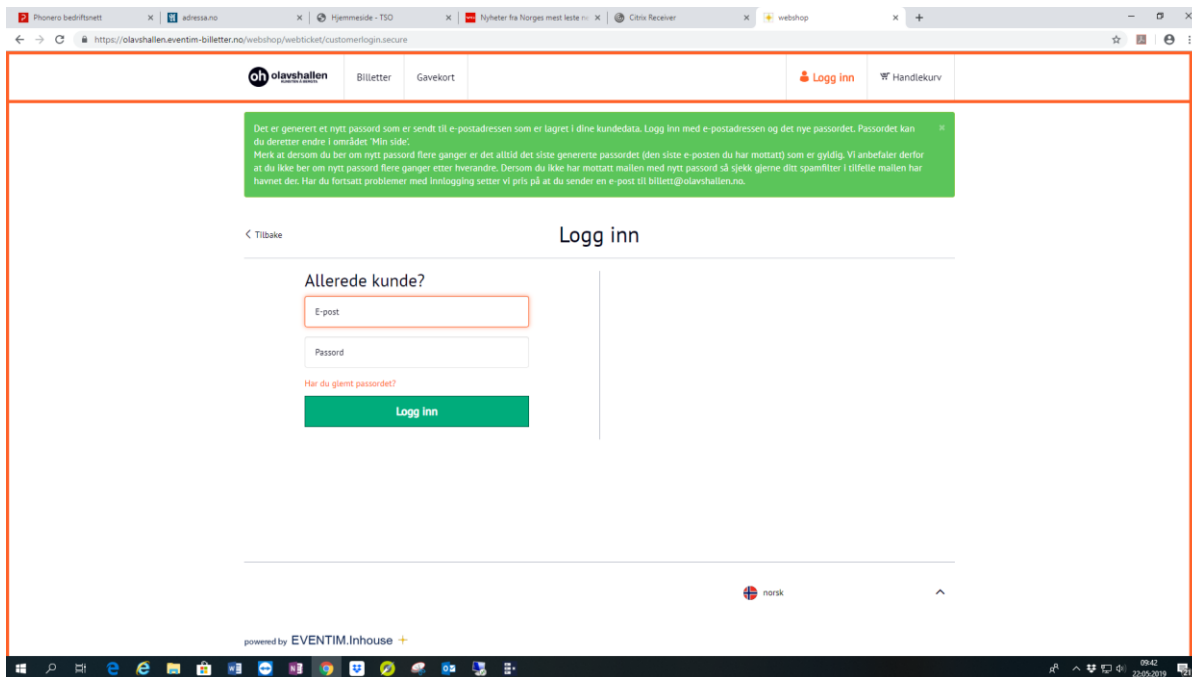 Phonero bedriftsnett
adressa.no
Hjemmeside - TSO
Nyheter fra Norges mest leste
Citrix Receiver
webshop
https://olavshallen.eventim-billetter.no/webshop/webticket/customerlogin.secure
oh olavshallen
Billetter
Gavekort
Logg inn
Handlekurv
Det er generert et nytt passord som er sendt til e-postadressen som er lagret i dine kundedata. Logg inn med e-postadressen og det nye passordet. Passordet kan
du deretter endre i området 'Min side'.
Merk at dersom du ber om nytt passord flere ganger er det alltid det siste genererte passordet (den siste e-posten du har mottatt) som er gyldig. Vi anbefaler derfor
at du ikke ber om nytt passord flere ganger etter hverandre. Dersom du ikke har mottatt mailen med nytt passord så sjekk gjerne ditt spamfilter i tilfelle mailen har
havnet der. Har du fortsatt problemer med innlogging setter vi pris på at du sender en e-post til billett@olavshallen.no.
Tilbake
Logg inn
Allerede kunde?
E-post
Passord
Har du glemt passordet?
Logg inn
norsk
powered by EVENTIM.Inhouse
09:42
22.05.2019